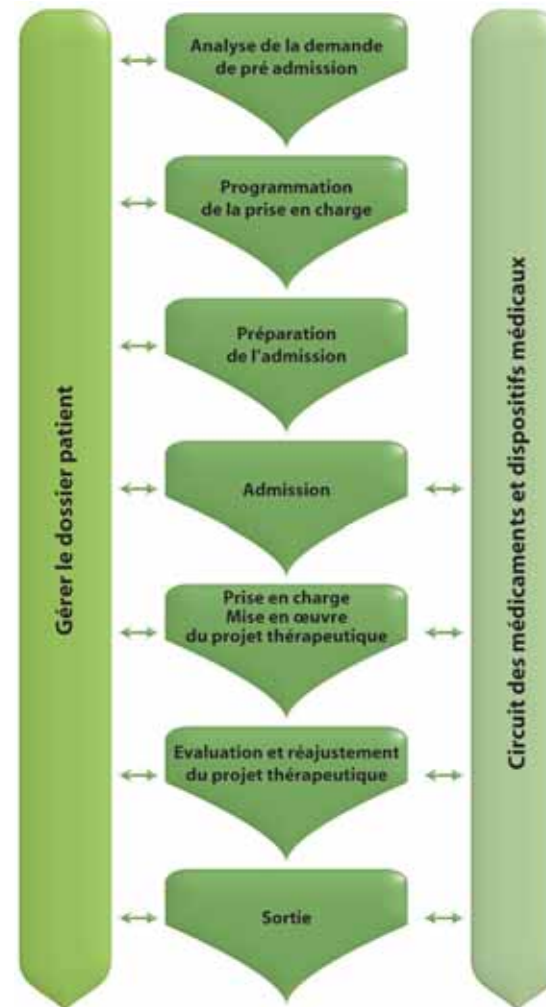 Gérer le dossier patient
Analyse de la demande
de pré admission
Programmation
de la prise en charge
Préparation
de l'admission
Admission
Prise en charge
Mise en œuvre
du projet thérapeutique
Evaluation et réajustement
du projet thérapeutique
Sortie
Circuit des médicaments et dispositifs médicaux